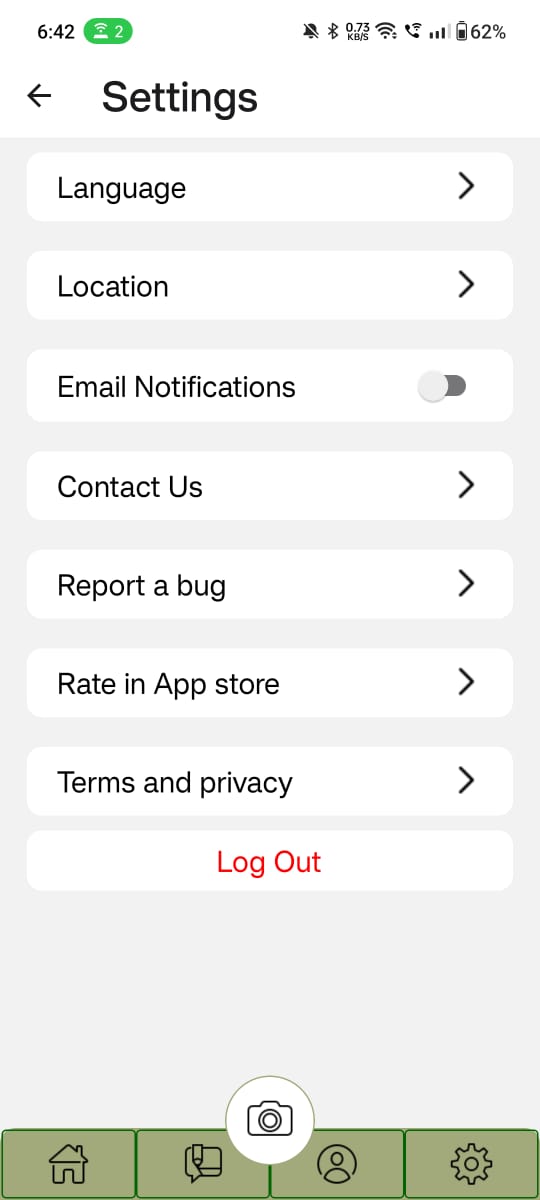 6:42 2 0.73 KB/S 62%
Settings
Language
Location
Email Notifications
Contact Us
Report a bug
Rate in App store
Terms and privacy
Log Out